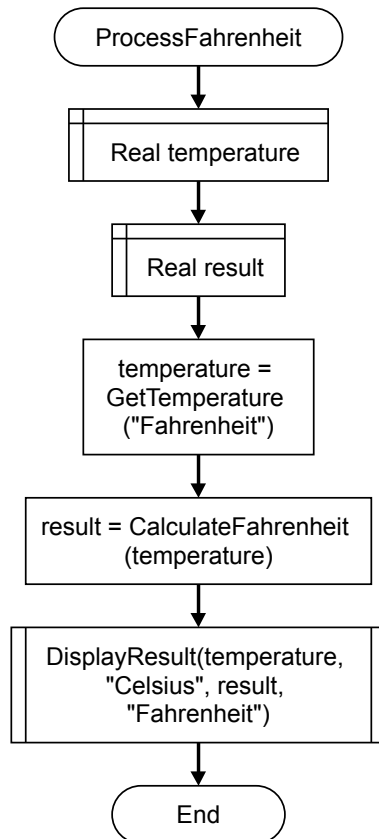 ProcessFahrenheit
Real temperature
Real result
temperature =
GetTemperature
("Fahrenheit")
result = CalculateFahrenheit
(temperature)
DisplayResult(temperature,
"Celsius", result,
"Fahrenheit")
End